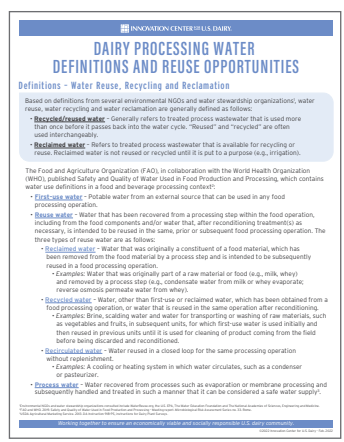 INNOVATION CENTER FOR U.S. DAIRY.
DAIRY PROCESSING WATER
DEFINITIONS AND REUSE OPPORTUNITIES
Definitions – Water Reuse, Recycling and Reclamation
Based on definitions from several environmental NGOs and water stewardship organizations¹, water
reuse, water recycling and water reclamation are generally defined as follows:
• Recycled/reused water – Generally refers to treated process wastewater that is used more
than once before it passes back into the water cycle. "Reused" and "recycled" are often
used interchangeably.
• Reclaimed water – Refers to treated process wastewater that is available for recycling or
reuse. Reclaimed water is not reused or recycled until it is put to a purpose (e.g., irrigation).
The Food and Agriculture Organization (FAO), in collaboration with the World Health Organization
(WHO), published Safety and Quality of Water Used in Food Production and Processing, which contains
water use definitions in a food and beverage processing context²:
• First-use water – Potable water from an external source that can be used in any food
processing operation.
• Reuse water – Water that has been recovered from a processing step within the food operation,
including from the food components and/or water that, after reconditioning treatment(s) as
necessary, is intended to be reused in the same, prior or subsequent food processing operation. The
three types of reuse water are as follows:
• Reclaimed water – Water that was originally a constituent of a food material, which has
been removed from the food material by a process step and is intended to be subsequently
reused in a food processing operation.
• Examples: Water that was originally part of a raw material or food (e.g., milk, whey)
and removed by a process step (e.g., condensate water from milk or whey evaporate;
reverse osmosis permeate water from whey).
• Recycled water – Water, other than first-use or reclaimed water, which has been obtained from a
food processing operation, or water that is reused in the same operation after reconditioning.
• Examples: Brine, scalding water and water for transporting or washing of raw materials, such
as vegetables and fruits, in subsequent units, for which first-use water is used initially and
then reused in previous units until it is used for cleaning of product coming from the field
before being discarded and reconditioned.
• Recirculated water – Water reused in a closed loop for the same processing operation
without replenishment.
• Examples: A cooling or heating system in which water circulates, such as a condenser
or pasteurizer.
• Process water – Water recovered from processes such as evaporation or membrane processing and
subsequently handled and treated in such a manner that it can be considered a safe water supply³.
Working together to ensure an economically viable and socially responsible U.S. dairy community.